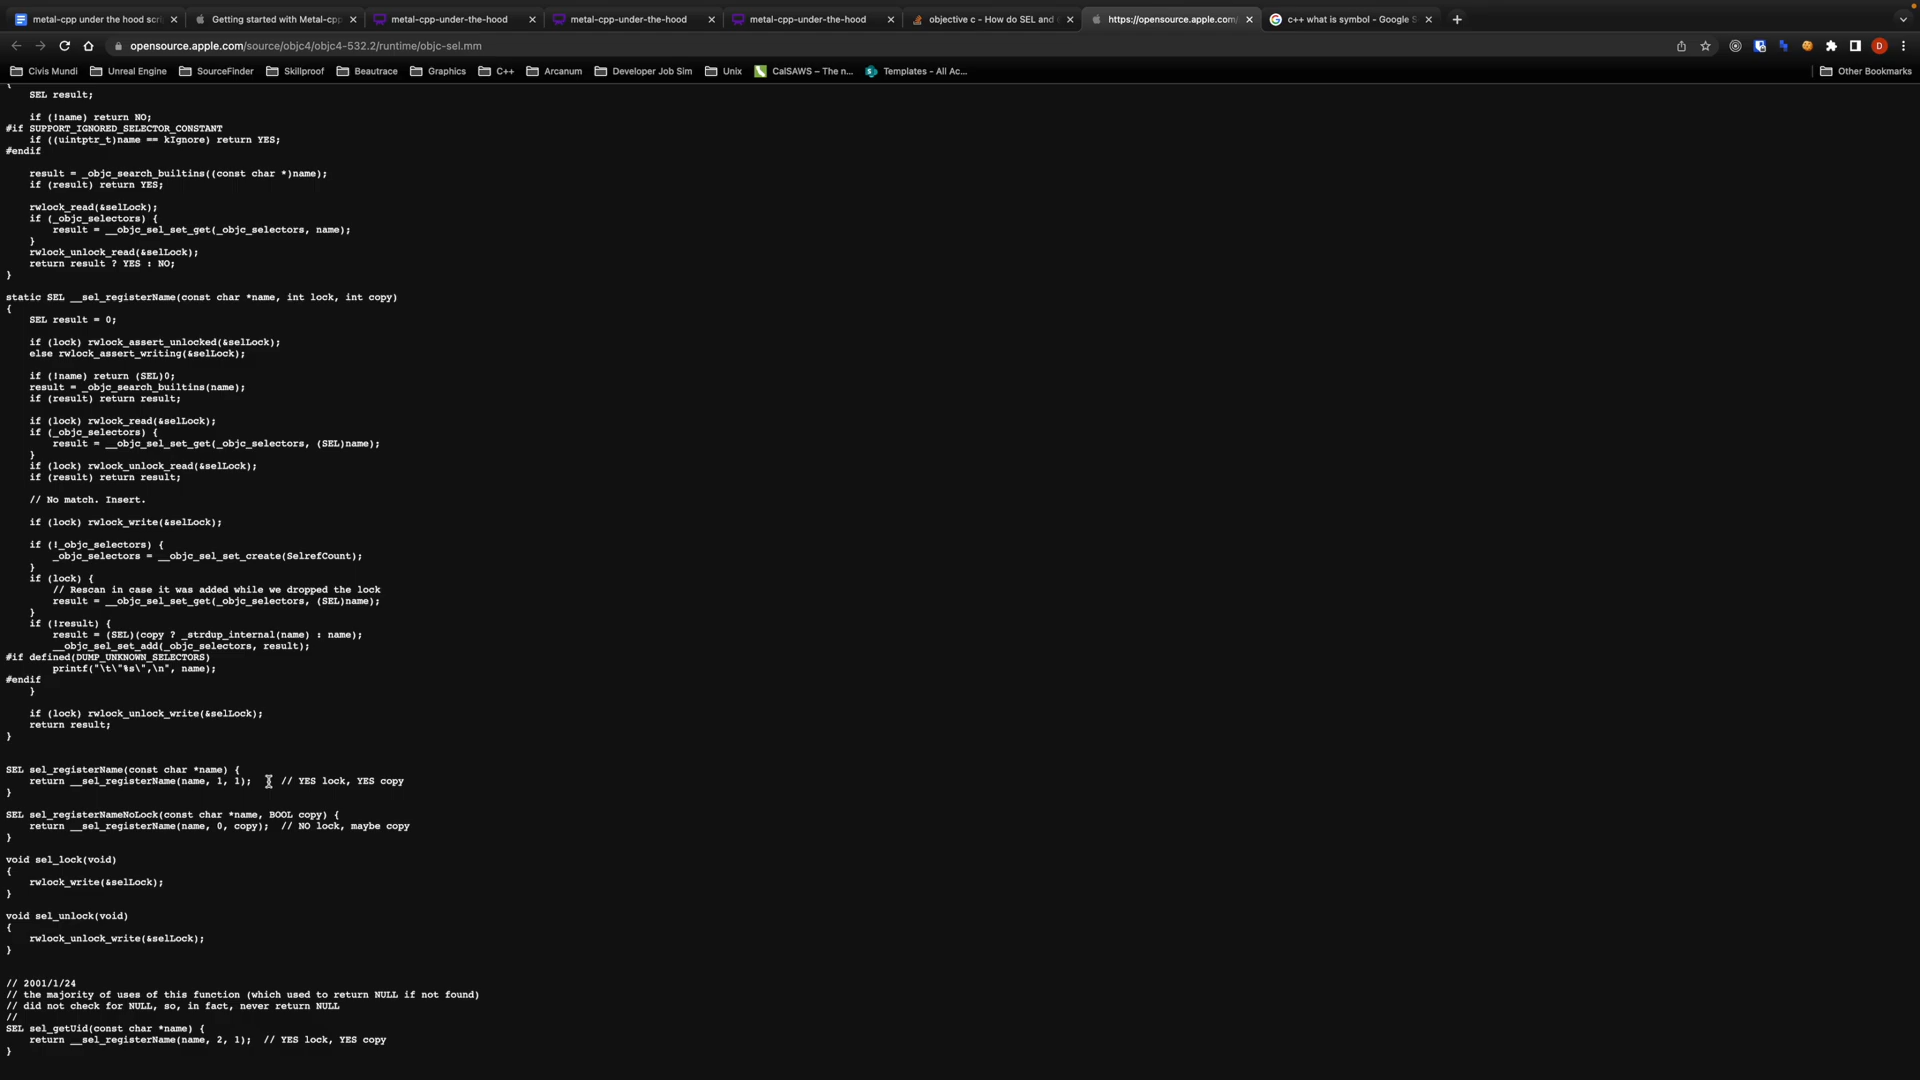 metal-cpp under the hood scri
Getting started with Metal-cpp
metal-cpp-under-the-hood
metal-cpp-under-the-hood
metal-cpp-under-the-hood
objective c - How do SEL and
https://opensource.apple.com/
c++ what is symbol - Google S
opensource.apple.com/source/objc4/objc4-532.2/runtime/objc-sel.mm
D
Civis Mundi
Unreal Engine
SourceFinder
Skillproof
Beautrace
Graphics
C++
Arcanum
Developer Job Sim
Unix
CalSAWS – The n...
Templates - All Ac...
Other Bookmarks
{
    SEL result;

    if (!name) return NO;
#if SUPPORT_IGNORED_SELECTOR_CONSTANT
    if ((uintptr_t)name == kIgnore) return YES;
#endif

    result = _objc_search_builtins((const char *)name);
    if (result) return YES;

    rwlock_read(&selLock);
    if (_objc_selectors) {
        result = __objc_sel_set_get(_objc_selectors, name);
    }
    rwlock_unlock_read(&selLock);
    return result ? YES : NO;
}

static SEL __sel_registerName(const char *name, int lock, int copy)
{
    SEL result = 0;

    if (lock) rwlock_assert_unlocked(&selLock);
    else rwlock_assert_writing(&selLock);

    if (!name) return (SEL)0;
    result = _objc_search_builtins(name);
    if (result) return result;

    if (lock) rwlock_read(&selLock);
    if (_objc_selectors) {
        result = __objc_sel_set_get(_objc_selectors, (SEL)name);
    }
    if (lock) rwlock_unlock_read(&selLock);
    if (result) return result;

    // No match. Insert.

    if (lock) rwlock_write(&selLock);

    if (!_objc_selectors) {
        _objc_selectors = __objc_sel_set_create(SelrefCount);
    }
    if (lock) {
        // Rescan in case it was added while we dropped the lock
        result = __objc_sel_set_get(_objc_selectors, (SEL)name);
    }
    if (!result) {
        result = (SEL)(copy ? _strdup_internal(name) : name);
        __objc_sel_set_add(_objc_selectors, result);
#if defined(DUMP_UNKNOWN_SELECTORS)
        printf("\t\"%s\",\n", name);
#endif
    }

    if (lock) rwlock_unlock_write(&selLock);
    return result;
}

SEL sel_registerName(const char *name) {
    return __sel_registerName(name, 1, 1);     // YES lock, YES copy
}

SEL sel_registerNameNoLock(const char *name, BOOL copy) {
    return __sel_registerName(name, 0, copy);  // NO lock, maybe copy
}

void sel_lock(void)
{
    rwlock_write(&selLock);
}

void sel_unlock(void)
{
    rwlock_unlock_write(&selLock);
}

// 2001/1/24
// the majority of uses of this function (which used to return NULL if not found)
// did not check for NULL, so, in fact, never return NULL
//
SEL sel_getUid(const char *name) {
    return __sel_registerName(name, 2, 1);  // YES lock, YES copy
}